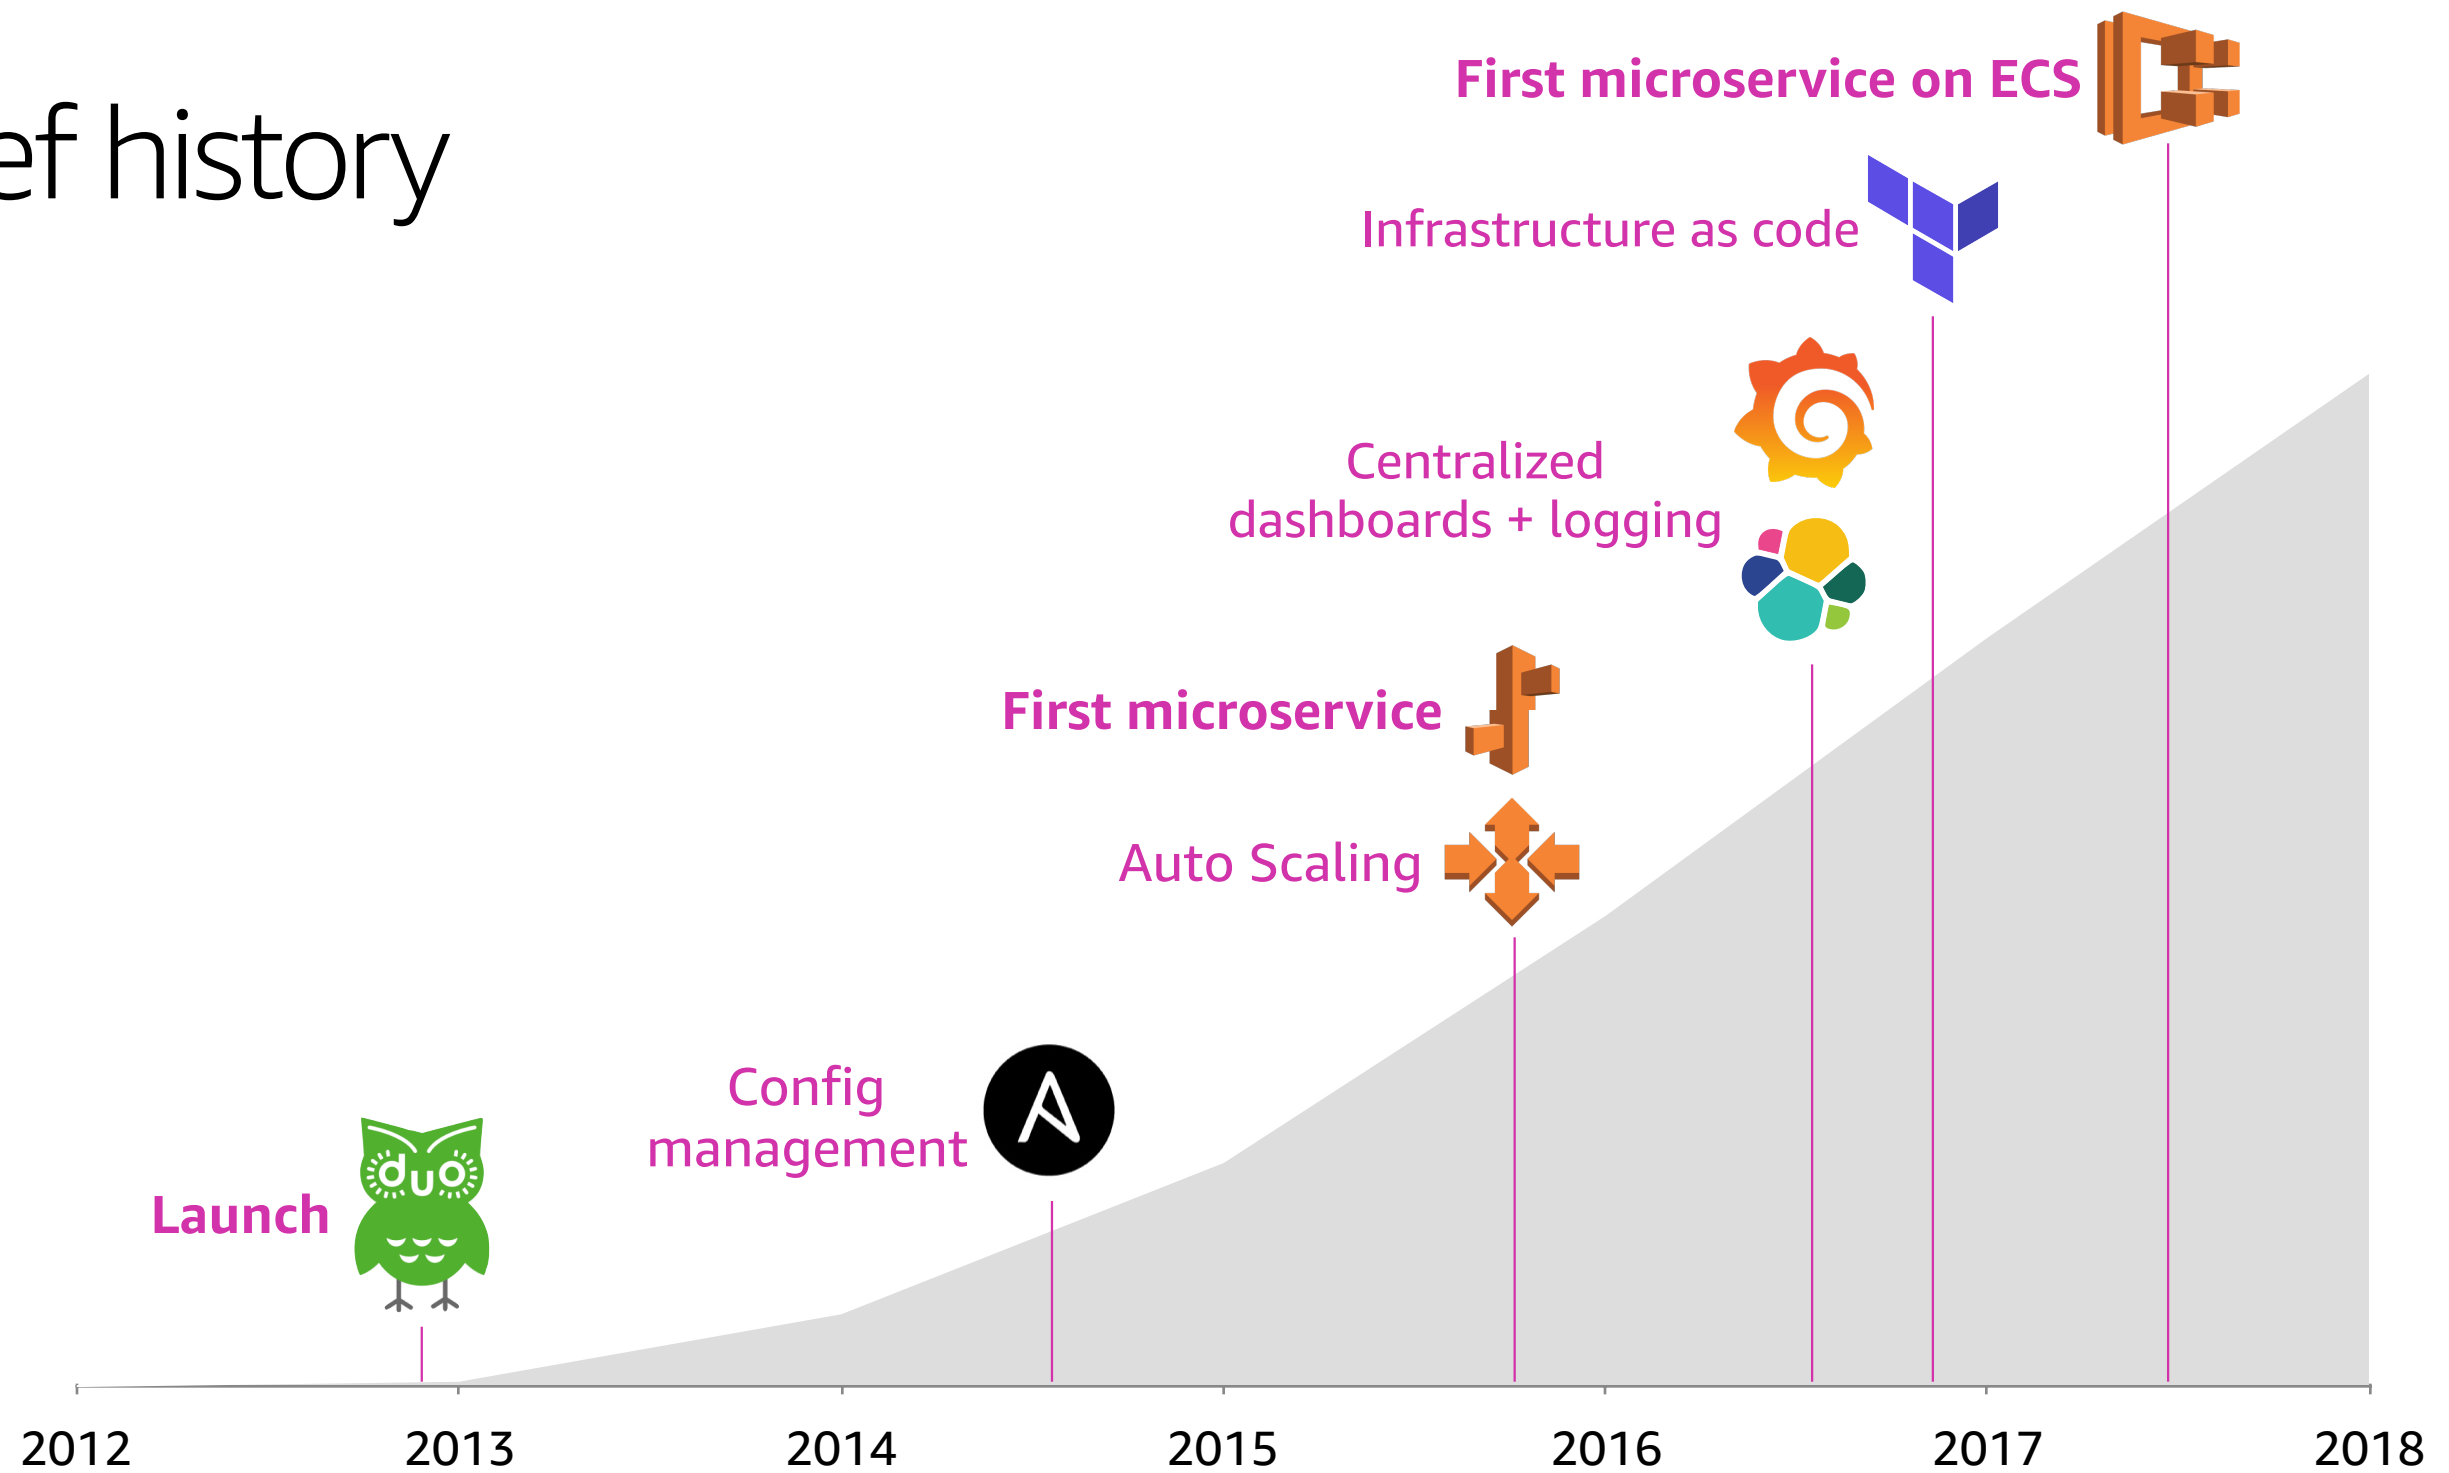 ef history
First microservice on ECS
Infrastructure as code
Centralized
dashboards + logging
First microservice
Auto Scaling
Config
management
Launch
duo
2012 2013 2014 2015 2016 2017 2018